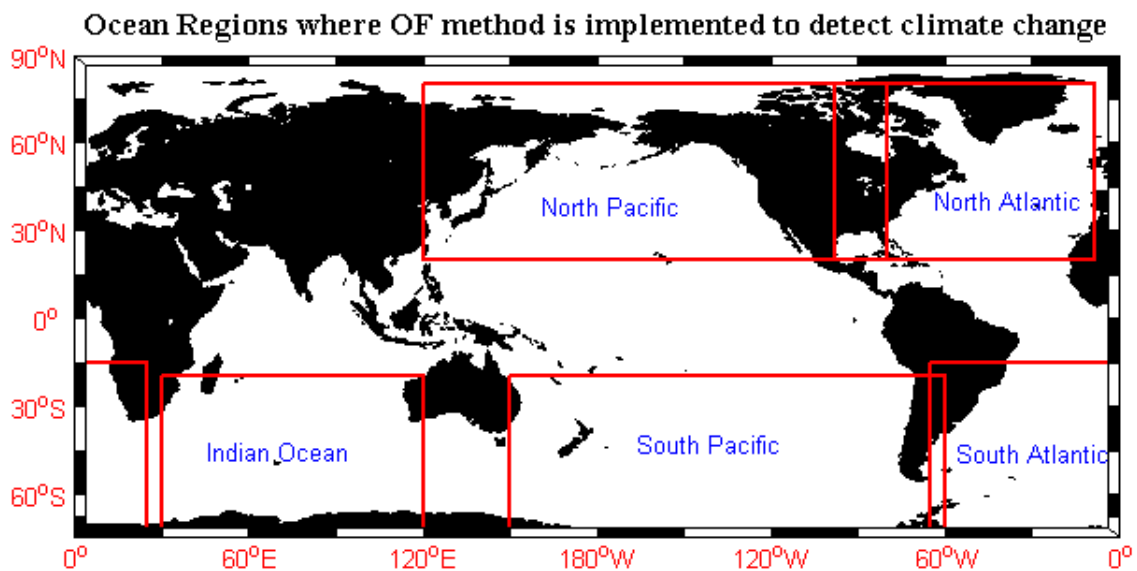 Ocean Regions where OF method is implemented to detect climate change
90°N
60°N
30°N
0°
30°S
60°S
North Pacific
North Atlantic
Indian Ocean
South Pacific
South Atlantic
0°
60°E
120°E
180°W
120°W
60°W
0°